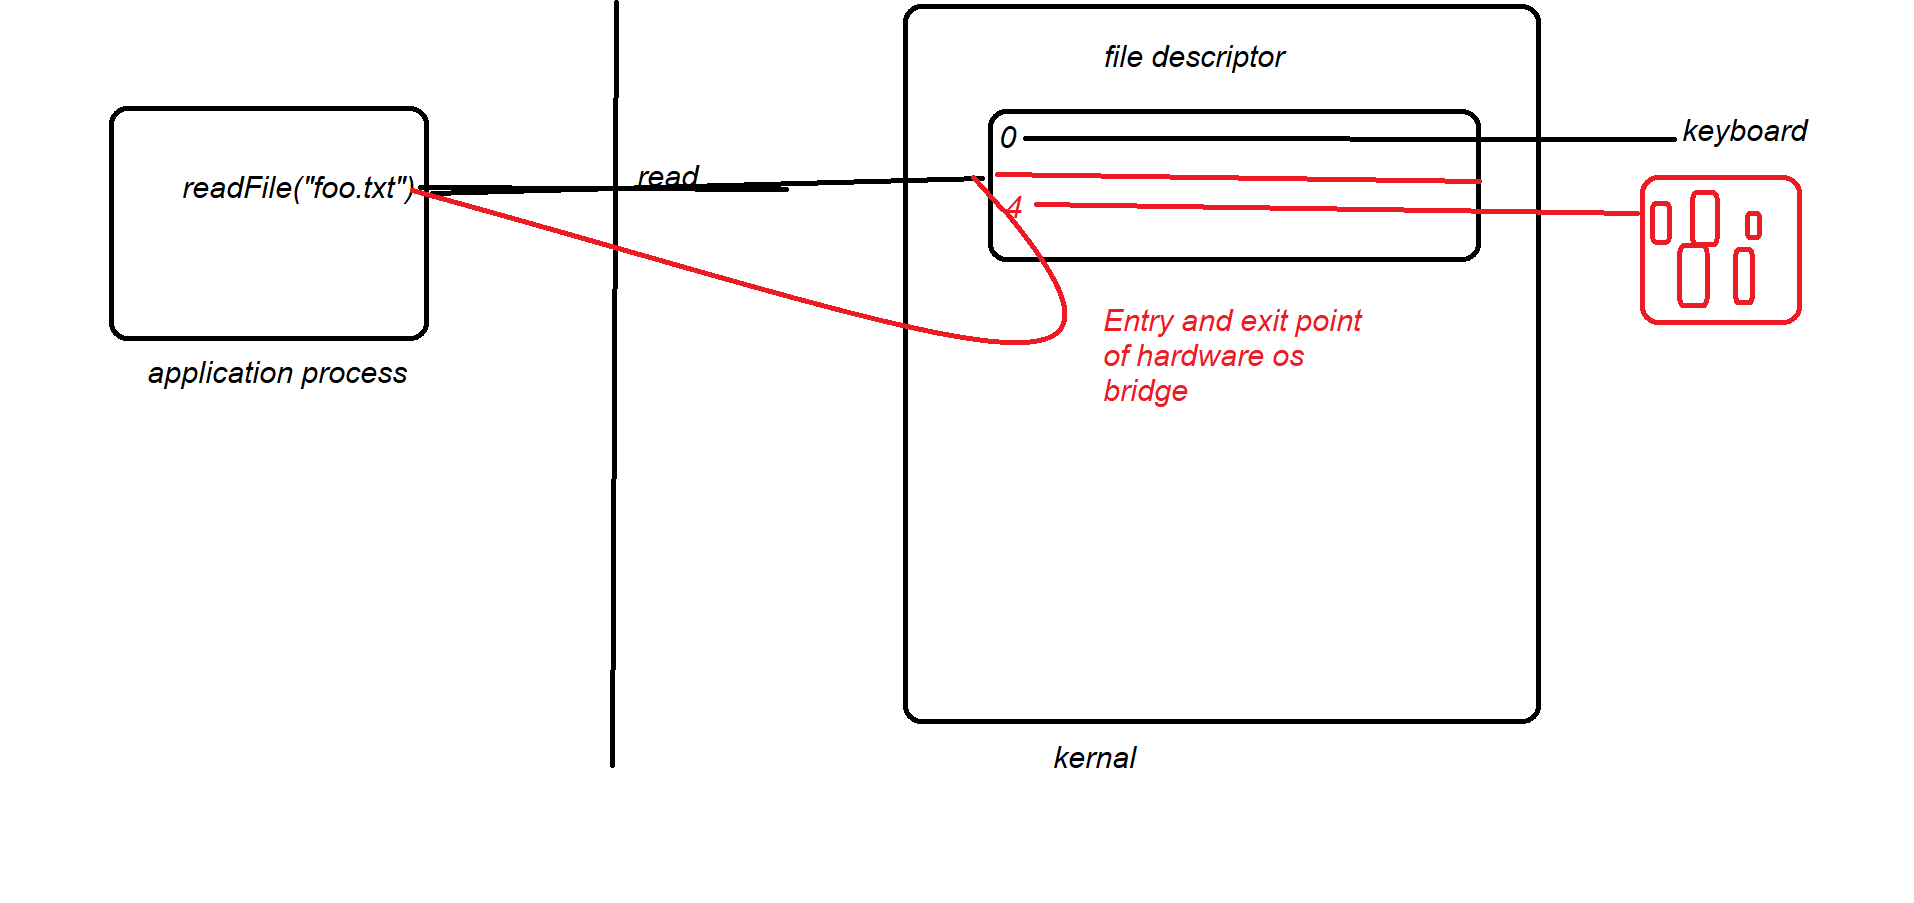 file descriptor
0
keyboard
readFile("foo.txt")
read
4
Entry and exit point
of hardware os
bridge
application process
kernal